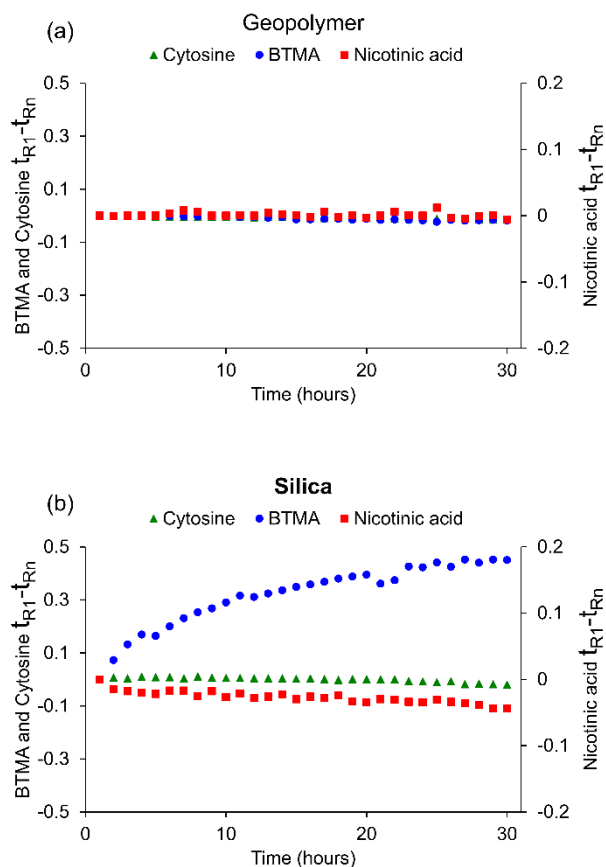 (a) Geopolymer
▲ Cytosine ● BTMA ■ Nicotinic acid
0.5 0.2
0.3
0.1
0.1 0
-0.1
-0.1
-0.3
-0.5 -0.2
BTMA and Cytosine tR1-tRn
Nicotinic acid tR1-tRn
0 10 20 30
Time (hours)
(b) Silica
▲ Cytosine ● BTMA ■ Nicotinic acid
0.5 0.2
0.3
0.1
0.1 0
-0.1
-0.1
-0.3
-0.5 -0.2
BTMA and Cytosine tR1-tRn
Nicotinic acid tR1-tRn
0 10 20 30
Time (hours)